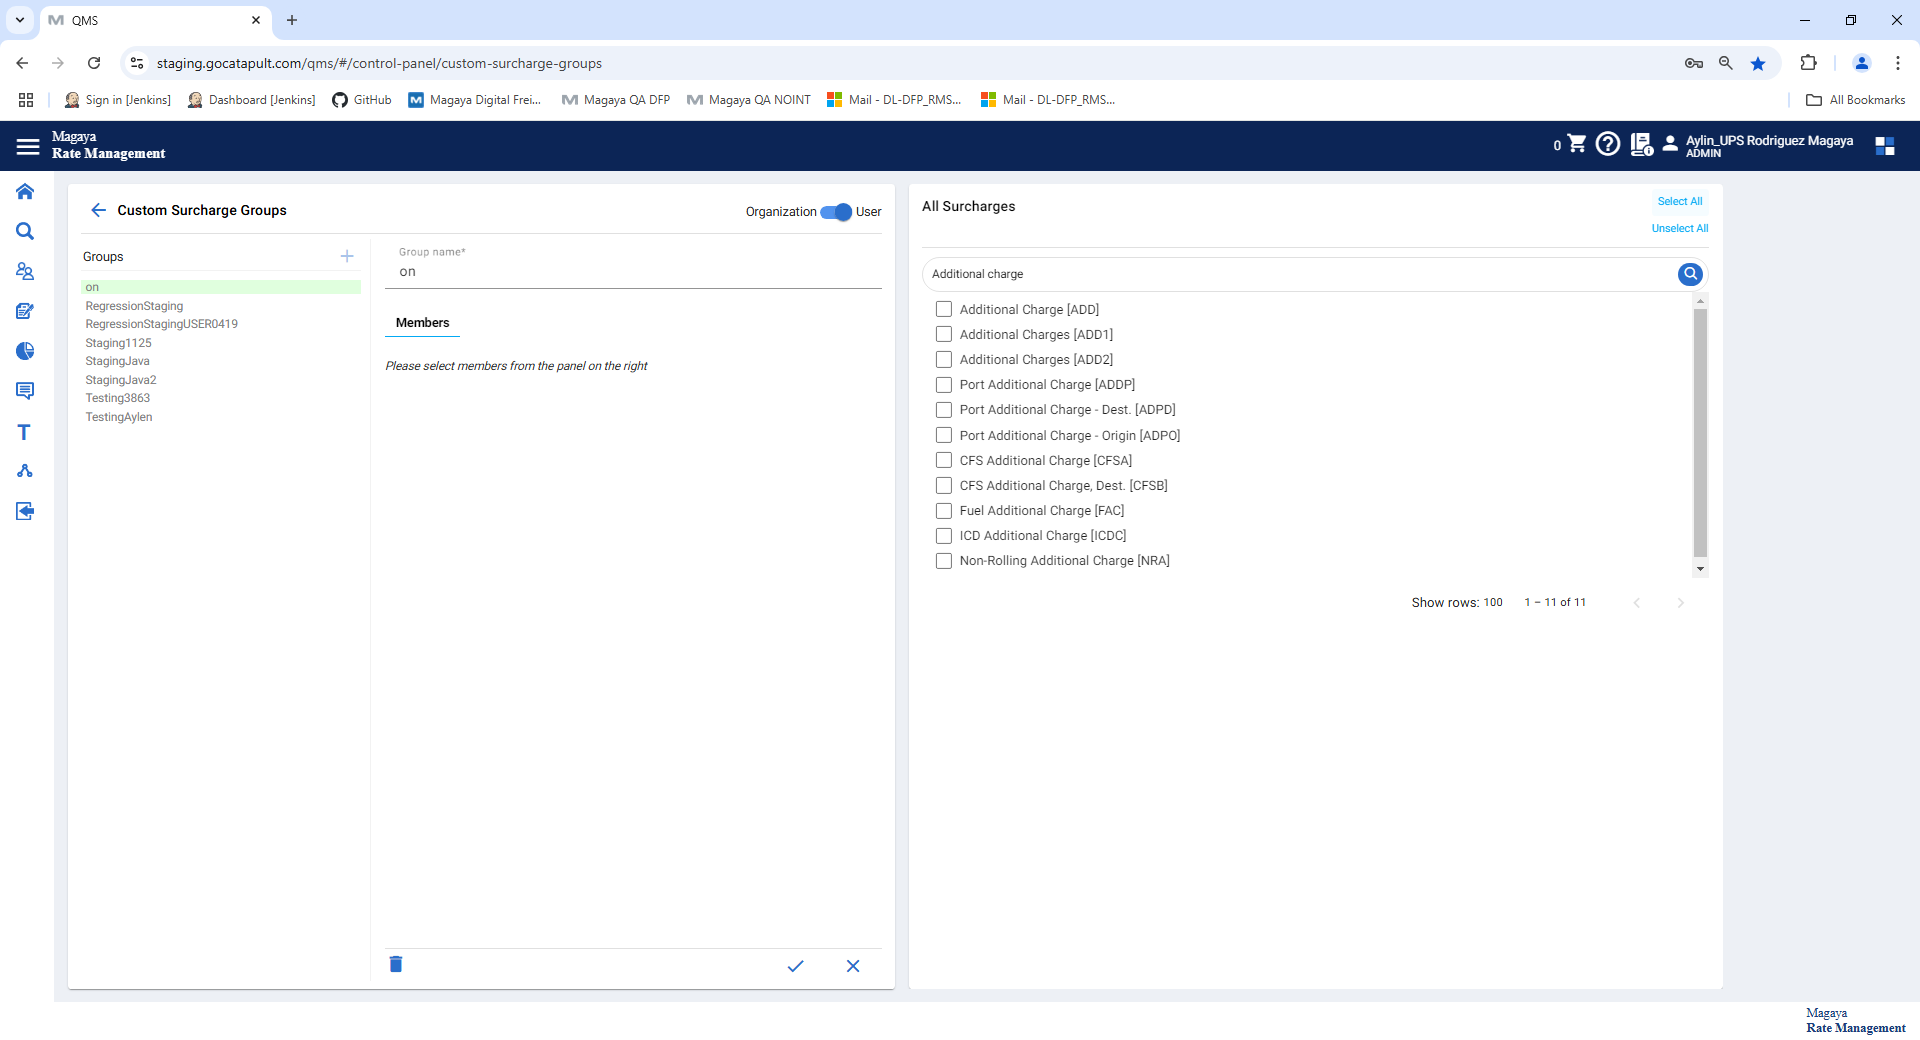 QMS
staging.gocatapult.com/qms/#/control-panel/custom-surcharge-groups
Sign in [Jenkins]
Dashboard [Jenkins]
GitHub
Magaya Digital Frei...
Magaya QA DFP
Magaya QA NOINT
Mail - DL-DFP_RMS...
Mail - DL-DFP_RMS...
All Bookmarks
Magaya
Rate Management
0
Aylin_UPS Rodriguez Magaya
ADMIN
Custom Surcharge Groups
Organization
User
Groups
on
RegressionStaging
RegressionStagingUSER0419
Staging1125
StagingJava
StagingJava2
Testing3863
TestingAylen
Group name*
on
Members
Please select members from the panel on the right
All Surcharges
Select All
Unselect All
Additional charge
Additional Charge [ADD]
Additional Charges [ADD1]
Additional Charges [ADD2]
Port Additional Charge [ADDP]
Port Additional Charge - Dest. [ADPD]
Port Additional Charge - Origin [ADPO]
CFS Additional Charge [CFSA]
CFS Additional Charge, Dest. [CFSB]
Fuel Additional Charge [FAC]
ICD Additional Charge [ICDC]
Non-Rolling Additional Charge [NRA]
Show rows: 100 1 – 11 of 11
Magaya
Rate Management